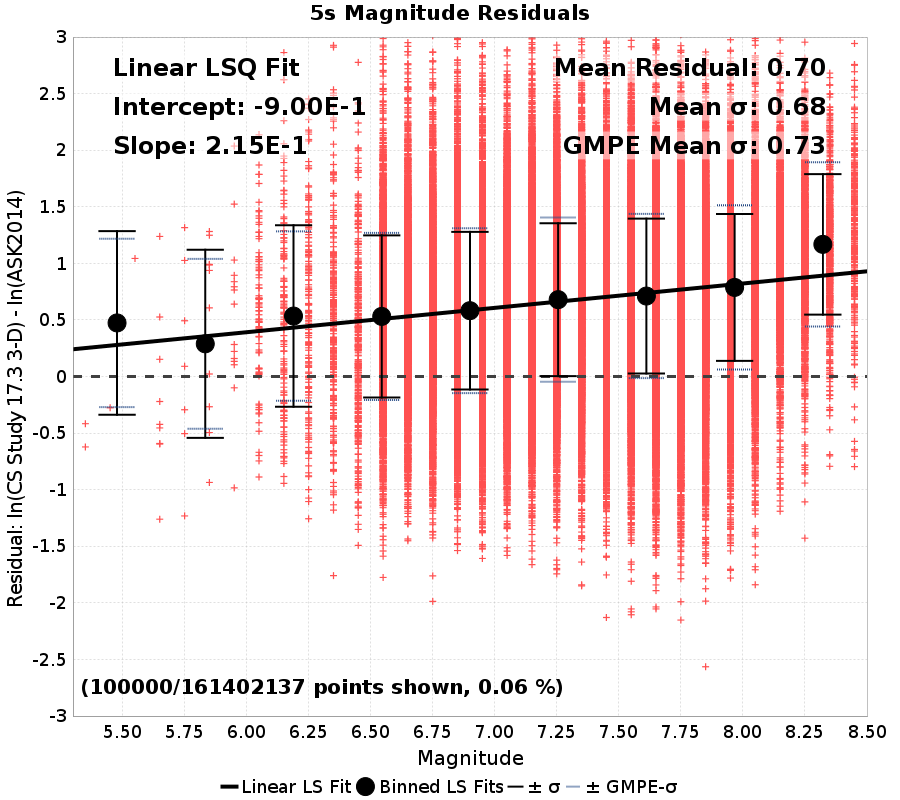 5s Magnitude Residuals
Linear LSQ Fit
Intercept: -9.00E-1
Slope: 2.15E-1
Mean Residual: 0.70
Mean σ: 0.68
GMPE Mean σ: 0.73
3
2.5
2
1.5
1
0.5
0
-0.5
-1
-1.5
-2
-2.5
-3
Residual: ln(CS Study 17.3 3-D) - ln(ASK2014)
(100000/161402137 points shown, 0.06 %)
5.50 5.75 6.00 6.25 6.50 6.75 7.00 7.25 7.50 7.75 8.00 8.25 8.50
Magnitude
Linear LS Fit Binned LS Fits ± σ ± GMPE-σ